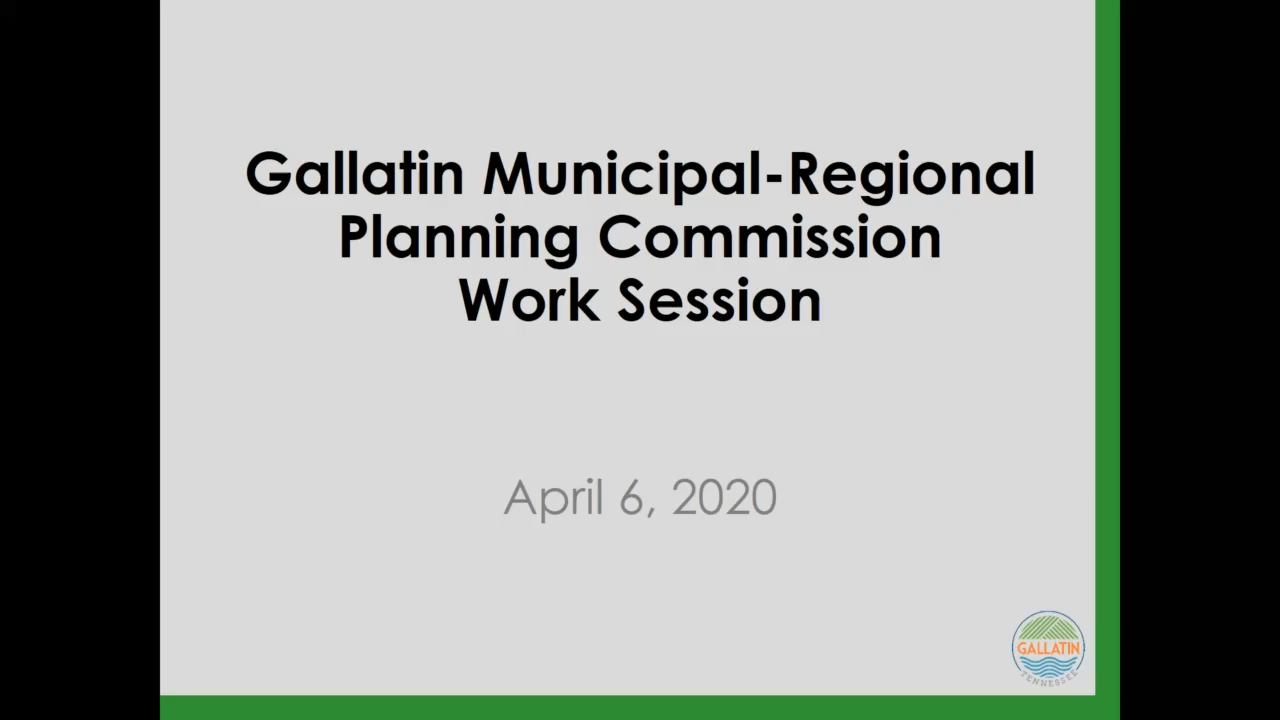 Gallatin Municipal-Regional
Planning Commission
Work Session
April 6, 2020
GALLATIN
TENNESSEE